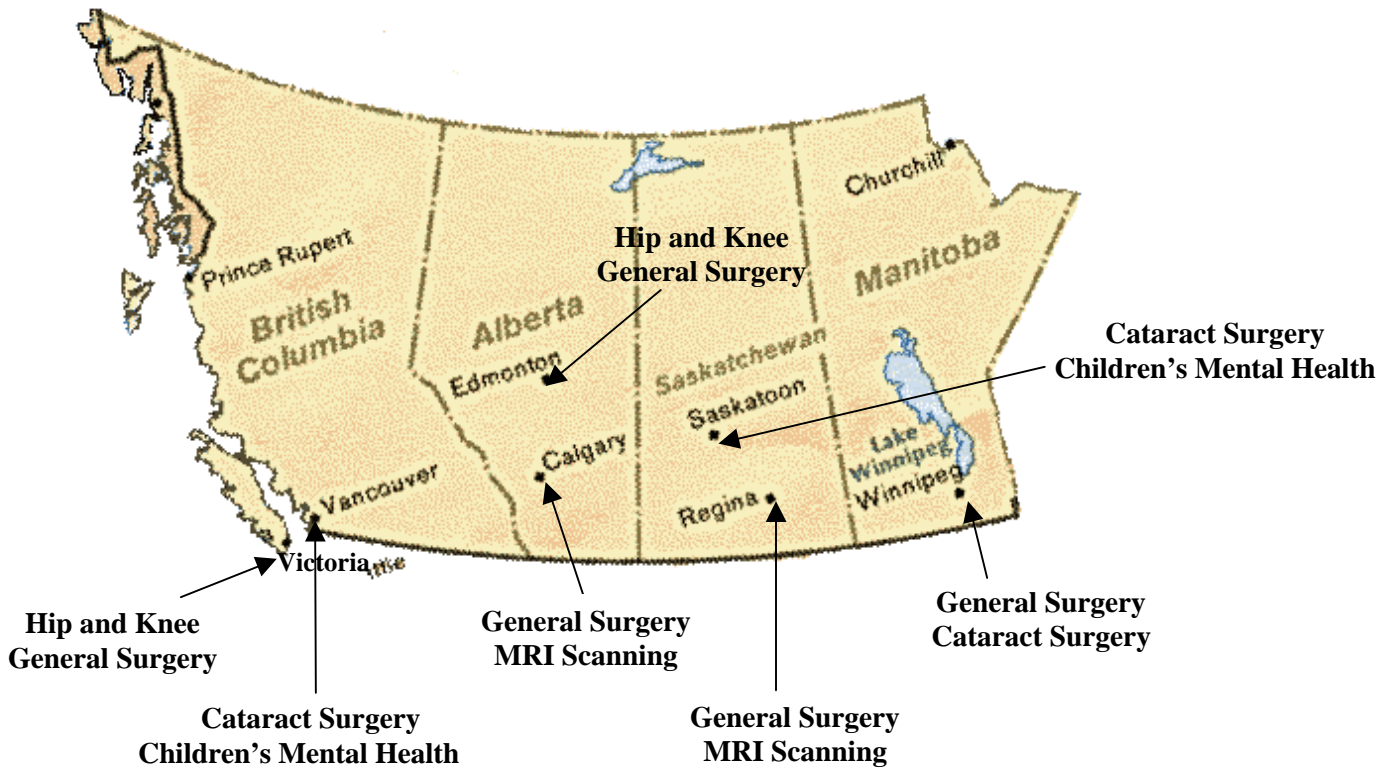 Churchill
Hip and Knee
General Surgery
Prince Rupert
Manitoba
British
Columbia
Alberta
Cataract Surgery
Children’s Mental Health
Saskatchewan
Edmonton
Saskatoon
Lake
Winnipeg
Calgary
Winnipeg
Vancouver
Regina
Victoria
Hip and Knee
General Surgery
General Surgery
MRI Scanning
General Surgery
Cataract Surgery
Cataract Surgery
Children’s Mental Health
General Surgery
MRI Scanning